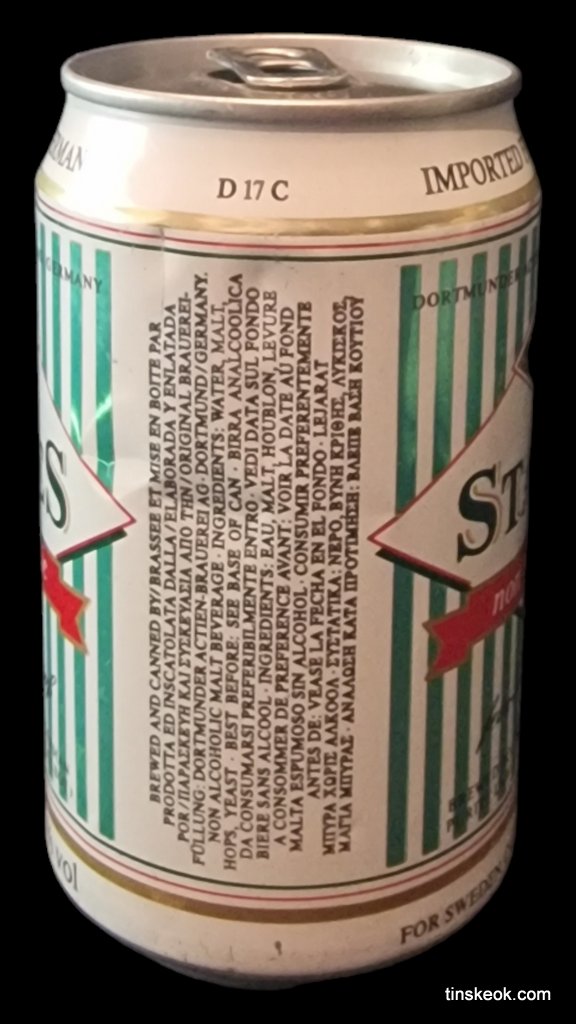 D 17 C
IMPORTED
GERMANY
DORTMUNDER
BREWED AND CANNED BY/BRASSEE ET MISE EN BOITE PAR
PRODOTTA ED INSCATOLATA DALLA/ELABORADA Y ENLATADA
POR/ΠΑΡΑΣΚΕΥΗ ΚΑΙ ΣΥΣΚΕΥΑΣΙΑ ΑΠΟ ΤΗΝ/ORIGINAL BRAUEREI-
FÜLLUNG: DORTMUNDER ACTIEN-BRAUEREI AG·DORTMUND/GERMANY.
NON ALCOHOLIC MALT BEVERAGE·INGREDIENTS: WATER, MALT,
HOPS, YEAST·BEST BEFORE: SEE BASE OF CAN·BIRRA ANALCOOLICA
DA CONSUMARSI PREFERIBILMENTE ENTRO: VEDI DATA SUL FONDO
BIERE SANS ALCOOL·INGREDIENTS: EAU, MALT, HOUBLON, LEVURE
A CONSOMMER DE PREFERENCE AVANT: VOIR LA DATE AU FOND
MALTA ESPUMOSO SIN ALCOHOL·CONSUMIR PREFERENTEMENTE
ANTES DE: VEASE LA FECHA EN EL FONDO·LEJARAT
ΜΠΥΡΑ ΧΩΡΙΣ ΑΛΚΟΟΛ·ΣΥΣΤΑΤΙΚΑ: ΝΕΡΟ, ΒΥΝΗ ΚΡΙΘΗΣ, ΛΥΚΙΣΚΟΣ,
ΜΑΓΙΑ ΜΠΥΡΑΣ·ΑΝΑΛΩΣΗ ΚΑΤΑ ΠΡΟΤΙΜΗΣΗ: ΒΛΕΠΕ ΒΑΣΗ ΚΟΥΤΙΟΥ
vol
FOR SWEDEN
tinskeok.com